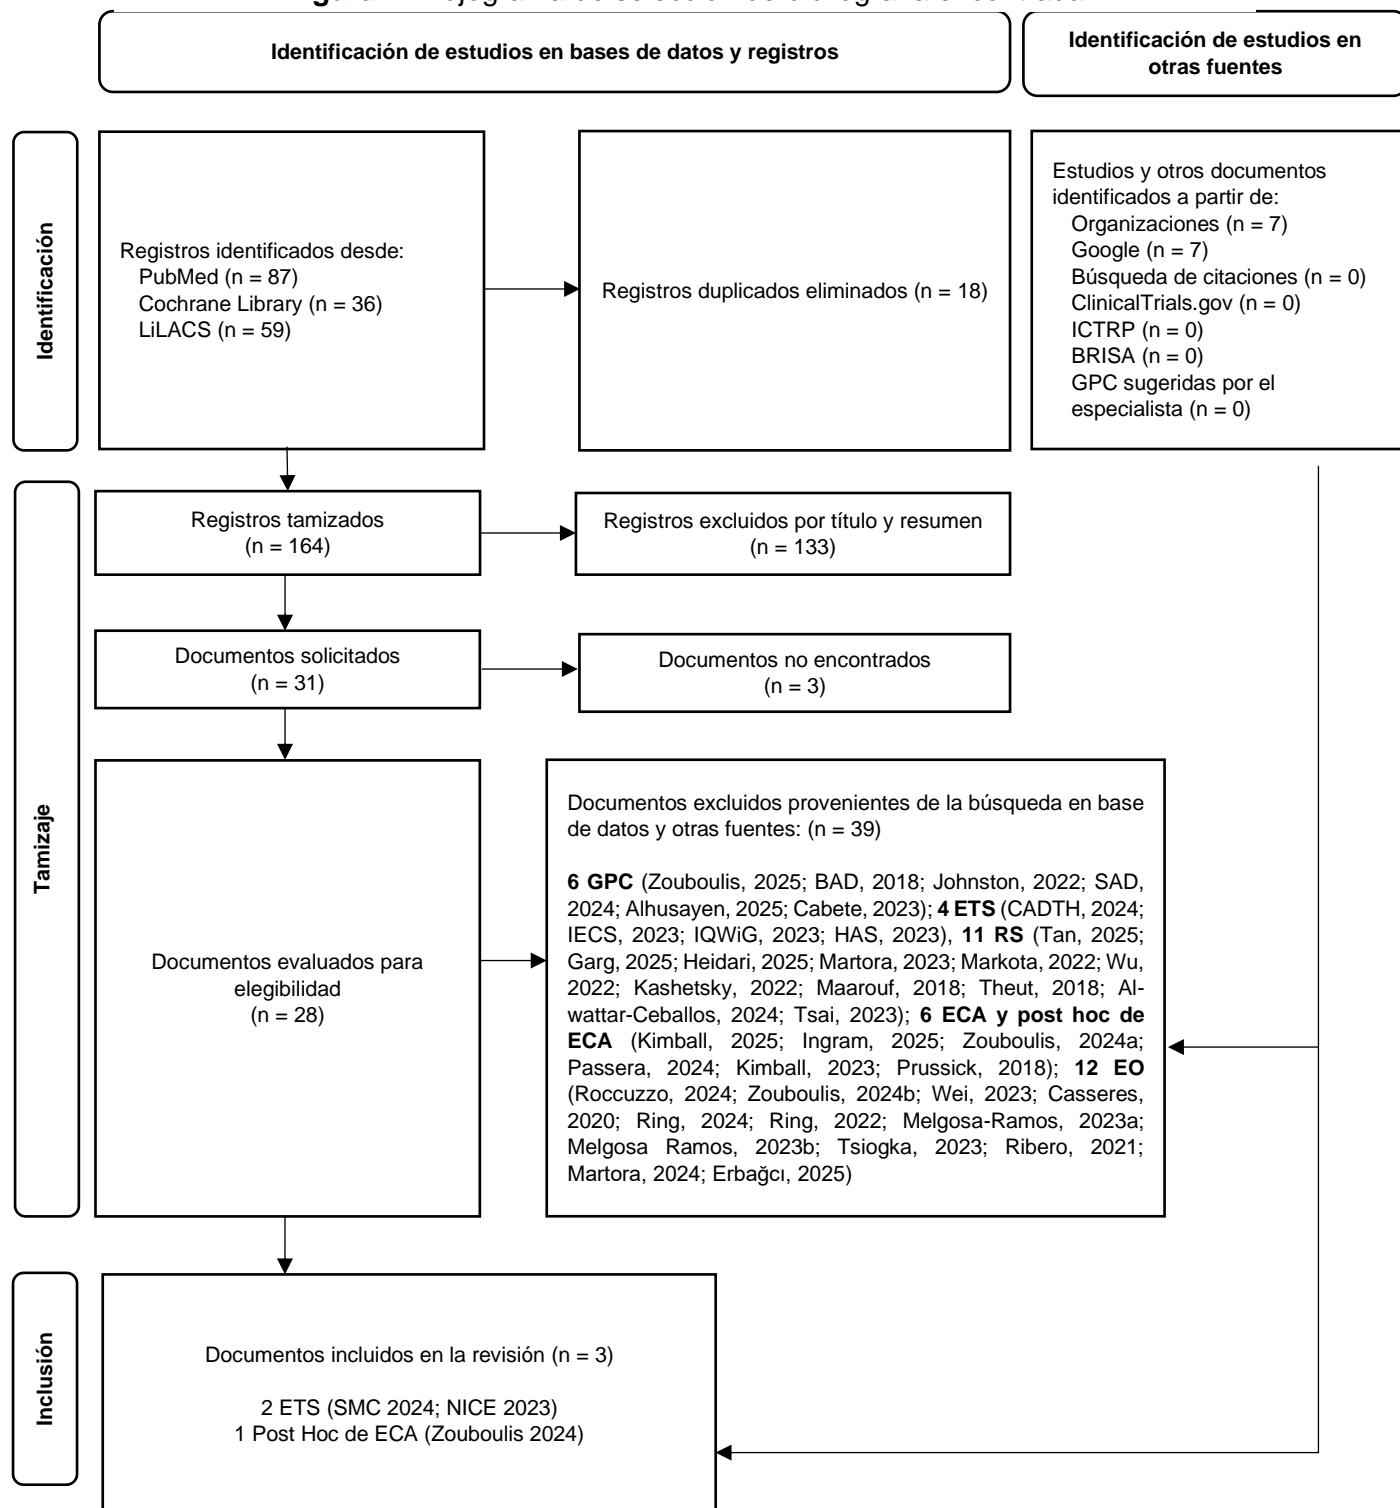 Identificación de estudios en bases de datos y registros
Identificación de estudios en
otras fuentes
Identificación
Registros identificados desde:
PubMed (n = 87)
Cochrane Library (n = 36)
LiLACS (n = 59)
Registros duplicados eliminados (n = 18)
Estudios y otros documentos
identificados a partir de:
Organizaciones (n = 7)
Google (n = 7)
Búsqueda de citaciones (n = 0)
ClinicalTrials.gov (n = 0)
ICTRP (n = 0)
BRISA (n = 0)
GPC sugeridas por el
especialista (n = 0)
Tamizaje
Registros tamizados
(n = 164)
Registros excluidos por título y resumen
(n = 133)
Documentos solicitados
(n = 31)
Documentos no encontrados
(n = 3)
Documentos evaluados para
elegibilidad
(n = 28)
Documentos excluidos provenientes de la búsqueda en base
de datos y otras fuentes: (n = 39)
6 GPC (Zouboulis, 2025; BAD, 2018; Johnston, 2022; SAD,
2024; Alhusayen, 2025; Cabete, 2023); 4 ETS (CADTH, 2024;
IECS, 2023; IQWiG, 2023; HAS, 2023), 11 RS (Tan, 2025;
Garg, 2025; Heidari, 2025; Martora, 2023; Markota, 2022; Wu,
2022; Kashetsky, 2022; Maarouf, 2018; Theut, 2018; Al-
wattar-Ceballos, 2024; Tsai, 2023); 6 ECA y post hoc de
ECA (Kimball, 2025; Ingram, 2025; Zouboulis, 2024a;
Passera, 2024; Kimball, 2023; Prussick, 2018); 12 EO
(Roccuzzo, 2024; Zouboulis, 2024b; Wei, 2023; Casseres,
2020; Ring, 2024; Ring, 2022; Melgosa-Ramos, 2023a;
Melgosa Ramos, 2023b; Tsiogka, 2023; Ribero, 2021;
Martora, 2024; Erbağcı, 2025)
Inclusión
Documentos incluidos en la revisión (n = 3)
2 ETS (SMC 2024; NICE 2023)
1 Post Hoc de ECA (Zouboulis 2024)